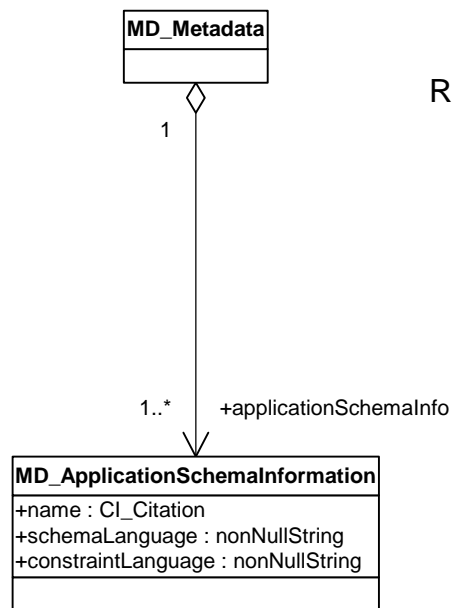 MD_Metadata
R
1
1..*
+applicationSchemaInfo
MD_ApplicationSchemaInformation
+name : CI_Citation
+schemaLanguage : nonNullString
+constraintLanguage : nonNullString